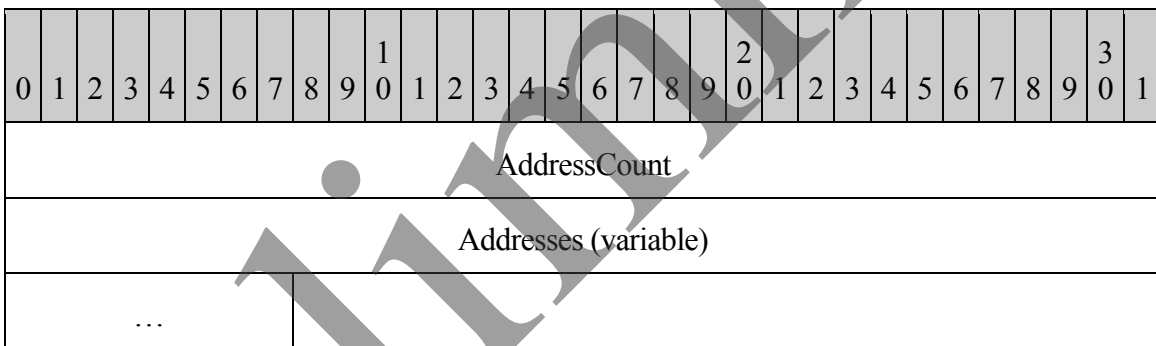 0 1 2 3 4 5 6 7 8 9 1 0 1 2 3 4 5 6 7 8 9 2 0 1 2 3 4 5 6 7 8 9 3 0 1
AddressCount
Addresses (variable)
…